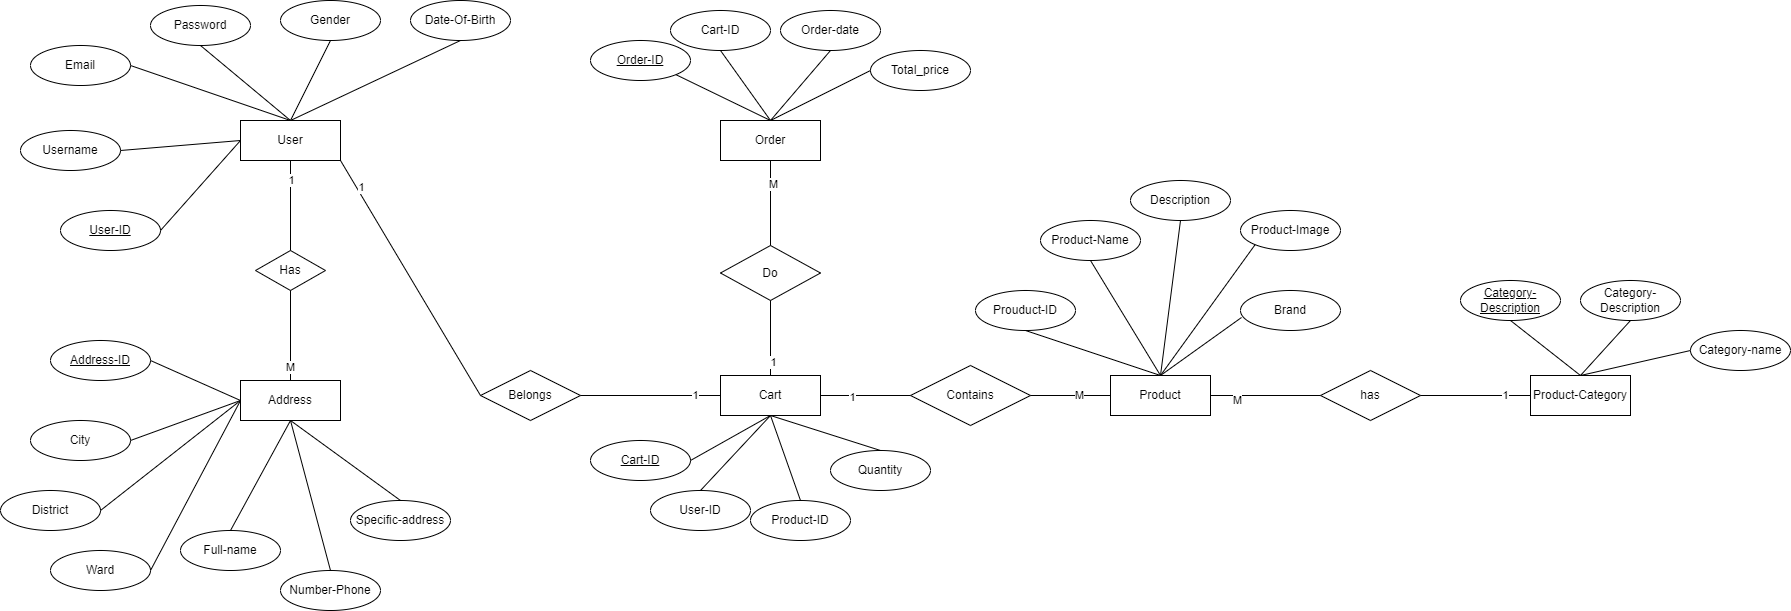 Password
Gender
Date-Of-Birth
Email
Username
User-ID
User
1
1
Has
M
Address-ID
Address
City
District
Ward
Full-name
Number-Phone
Specific-address
Order-ID
Cart-ID
Order-date
Total_price
Order
M
Do
1
Belongs
1
Cart
1
Contains
M
Cart-ID
User-ID
Product-ID
Quantity
Prouduct-ID
Product-Name
Description
Product-Image
Brand
Product
M
has
1
Category-
Description
Category-
Description
Category-name
Product-Category